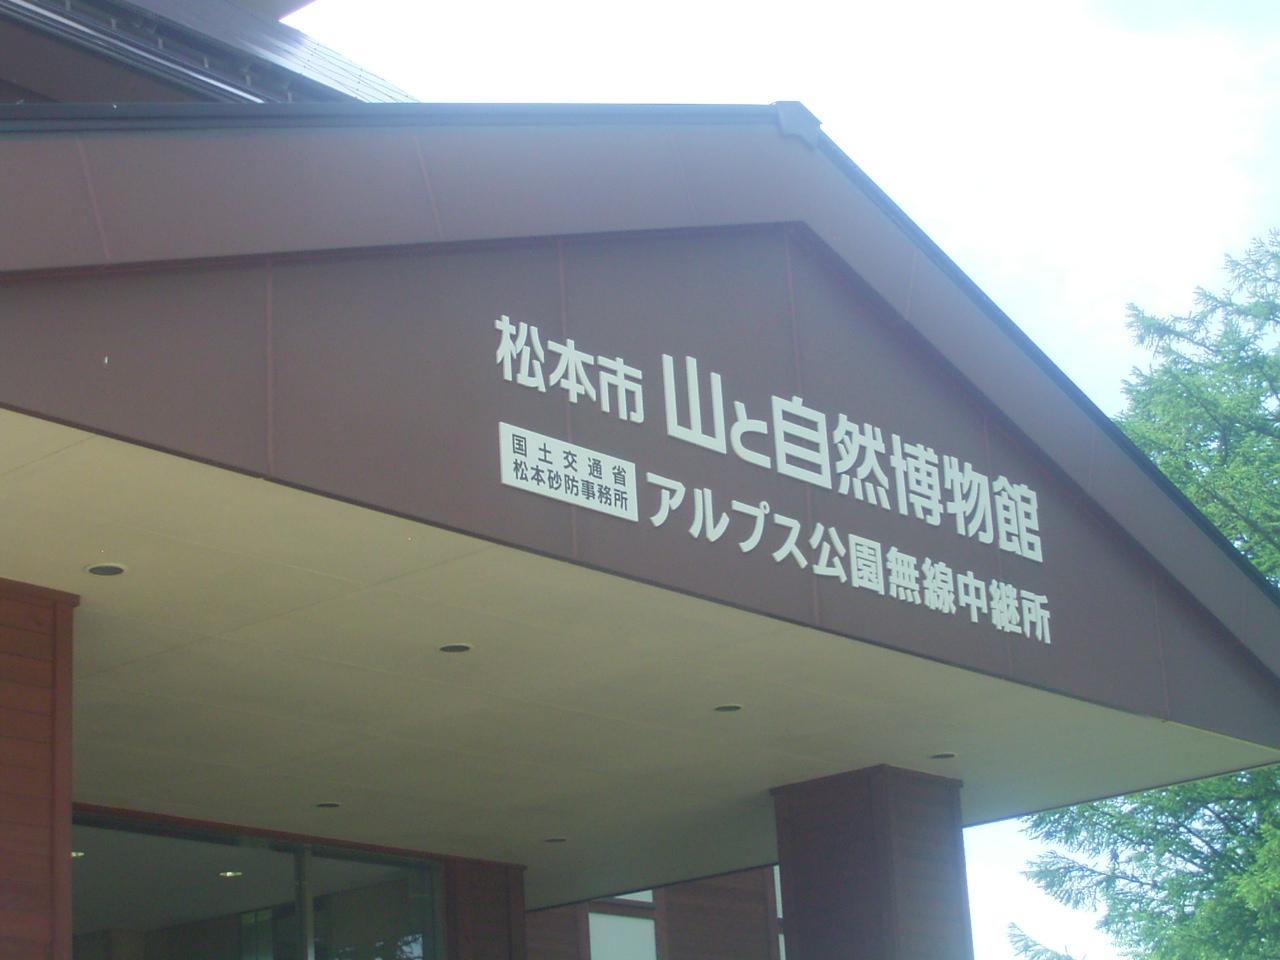 松本市 山と自然博物館
国土交通省
松本砂防事務所
アルプス公園無線中継所